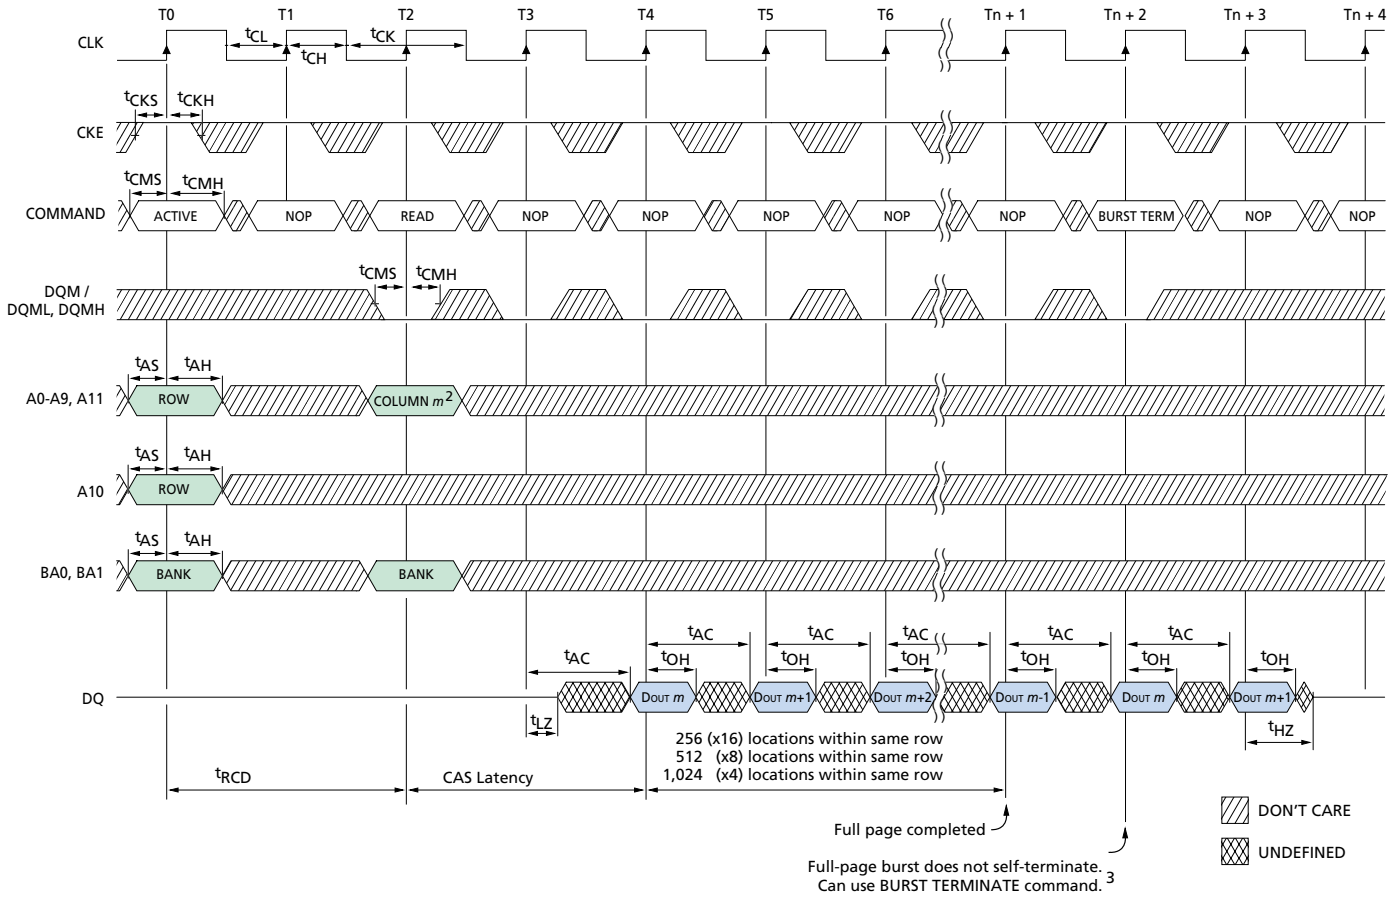 T0 T1 T2 T3 T4 T5 T6 Tn + 1 Tn + 2 Tn + 3 Tn + 4
CLK tCL tCH tCK
tCKS tCKH
CKE
tCMS tCMH
COMMAND ACTIVE NOP READ NOP NOP NOP NOP NOP BURST TERM NOP NOP
tCMS tCMH
DQM /
DQML, DQMH
tAS tAH
A0-A9, A11 ROW COLUMN m2
tAS tAH
A10 ROW
tAS tAH
BA0, BA1 BANK BANK
tAC tAC tAC tAC tAC tAC
tOH tOH tOH tOH tOH tOH
DQ DOUT m DOUT m+1 DOUT m+2 DOUT m-1 DOUT m DOUT m+1
tLZ tHZ
256 (x16) locations within same row
512 (x8) locations within same row
1,024 (x4) locations within same row
tRCD CAS Latency
Full page completed
Full-page burst does not self-terminate.
Can use BURST TERMINATE command. 3
DON'T CARE
UNDEFINED